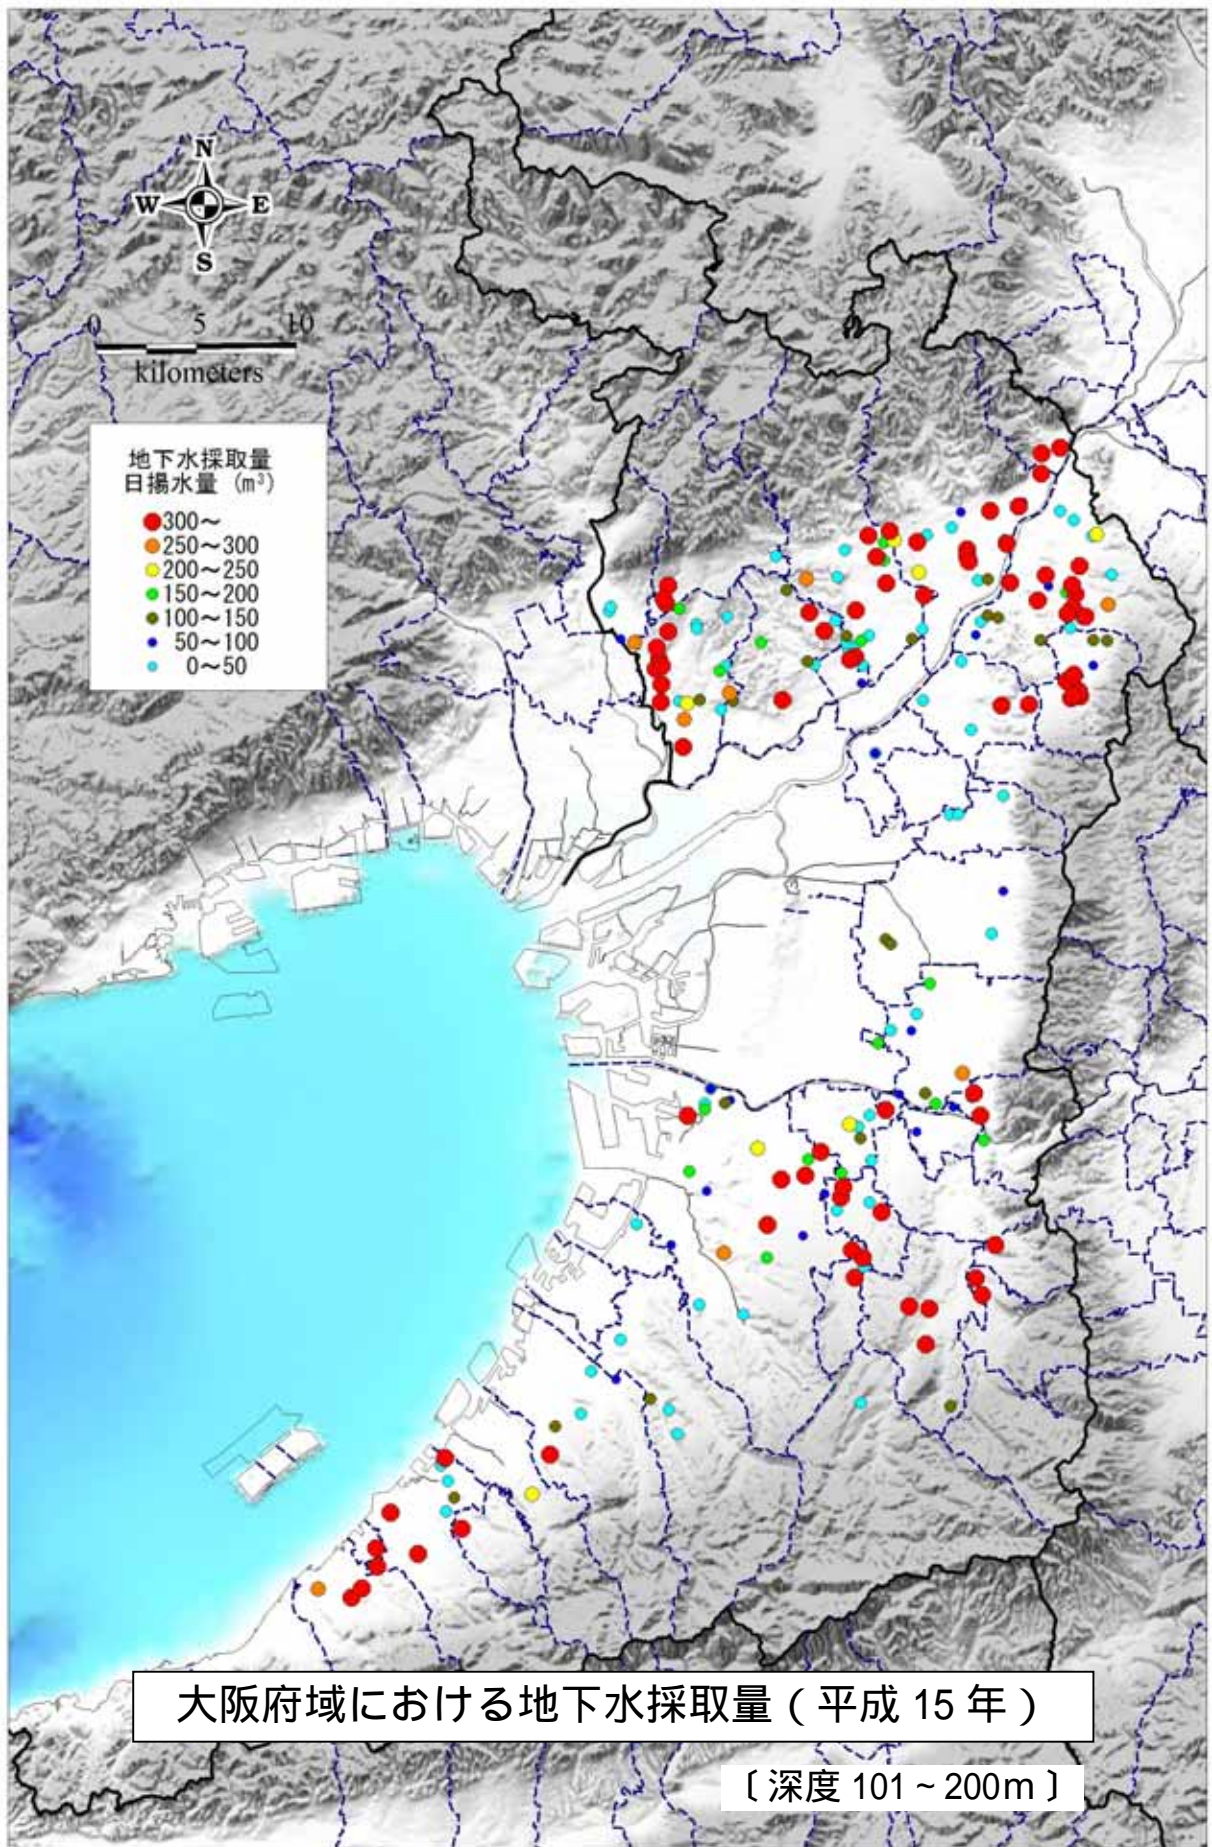 N
W E
S
0 5 10
kilometers
地下水採取量
日揚水量 (m³)
300〜
250〜300
200〜250
150〜200
100〜150
50〜100
0〜50
大阪府域における地下水採取量（平成 15 年）
〔深度 101 ~ 200m 〕